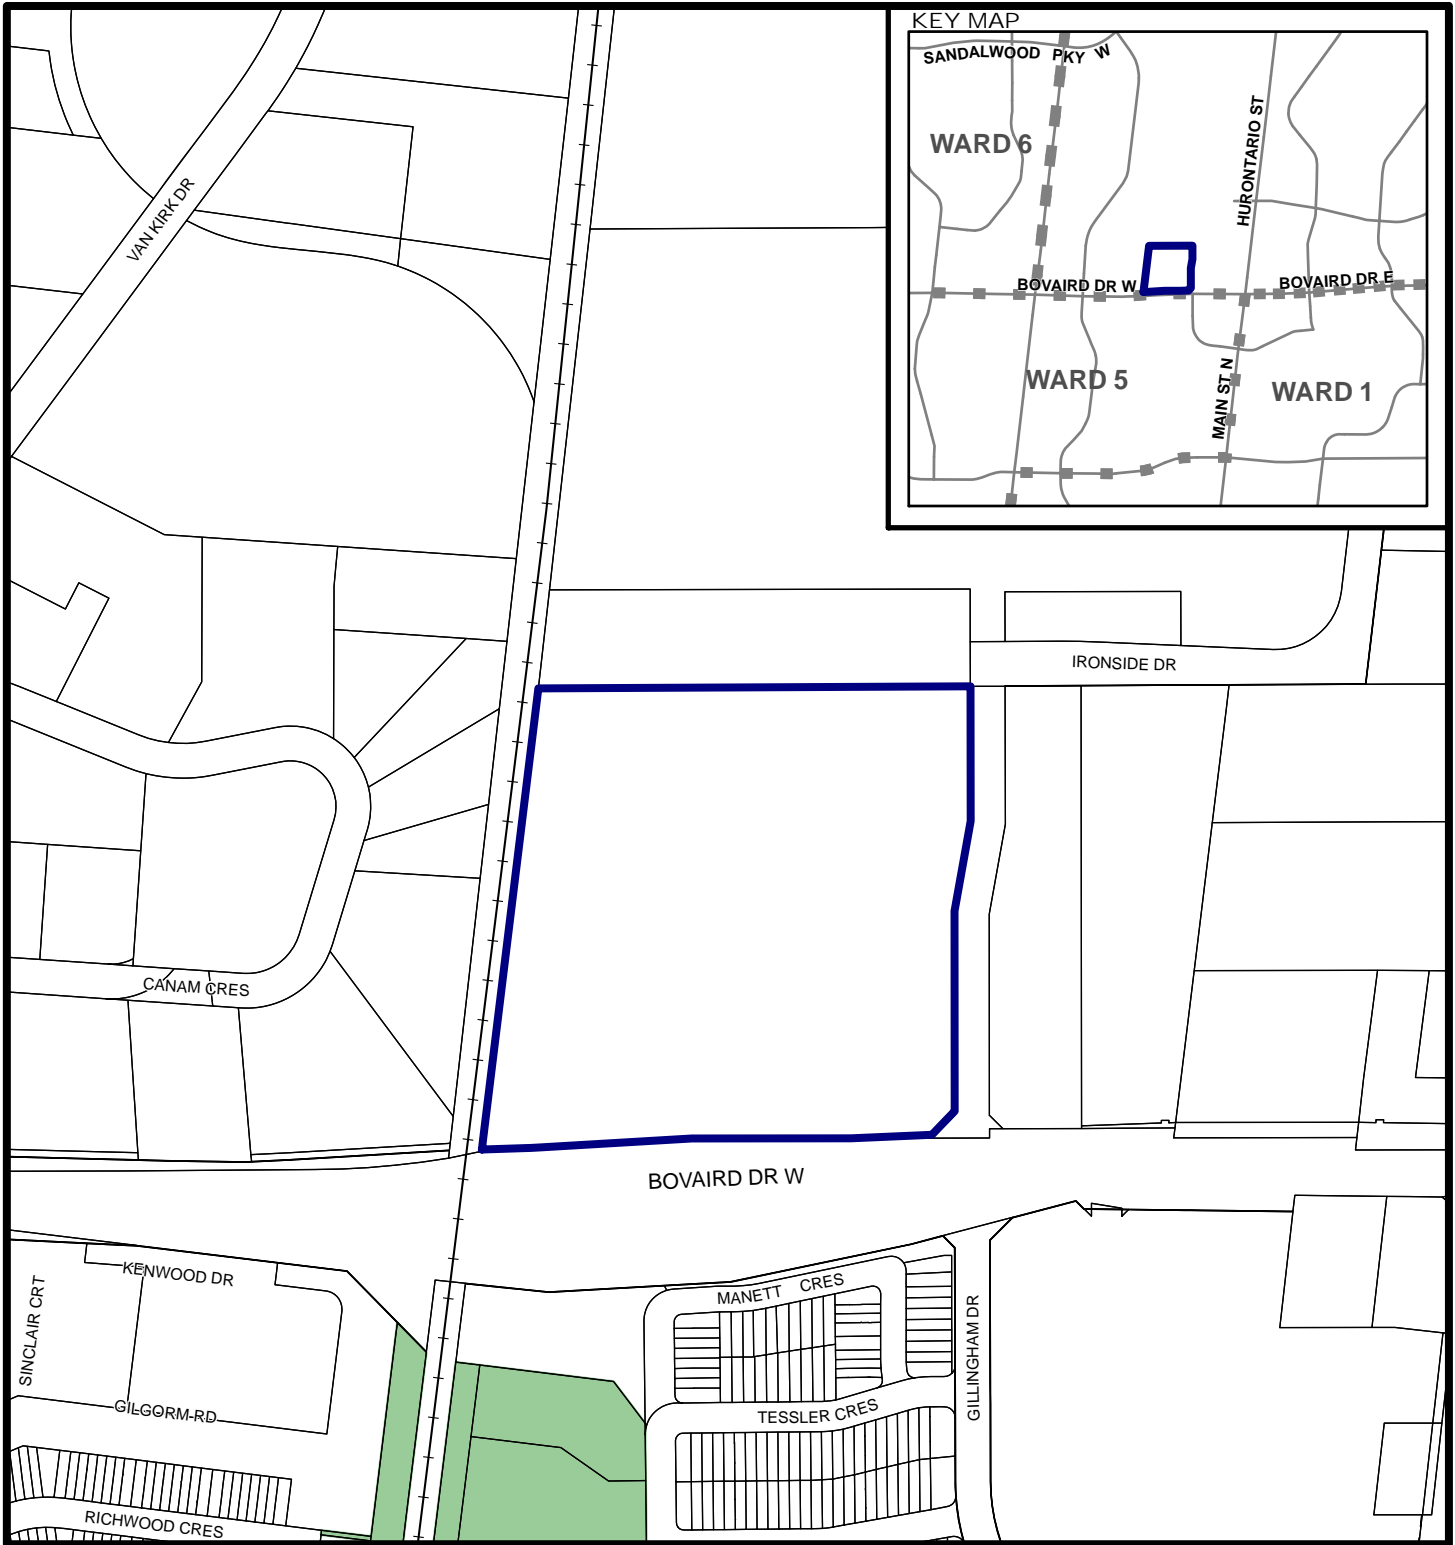 KEY MAP
SANDALWOOD PKY W
WARD 6
HURONTARIO ST
BOVAIRD DR W
BOVAIRD DR E
WARD 5
MAIN ST N
WARD 1
VAN KIRK DR
IRONSIDE DR
CANAM CRES
BOVAIRD DR W
KENWOOD DR
SINCLAIR CRT
MANETT CRES
GILLINGHAM DR
GILGORM RD
TESSLER CRES
RICHWOOD CRES